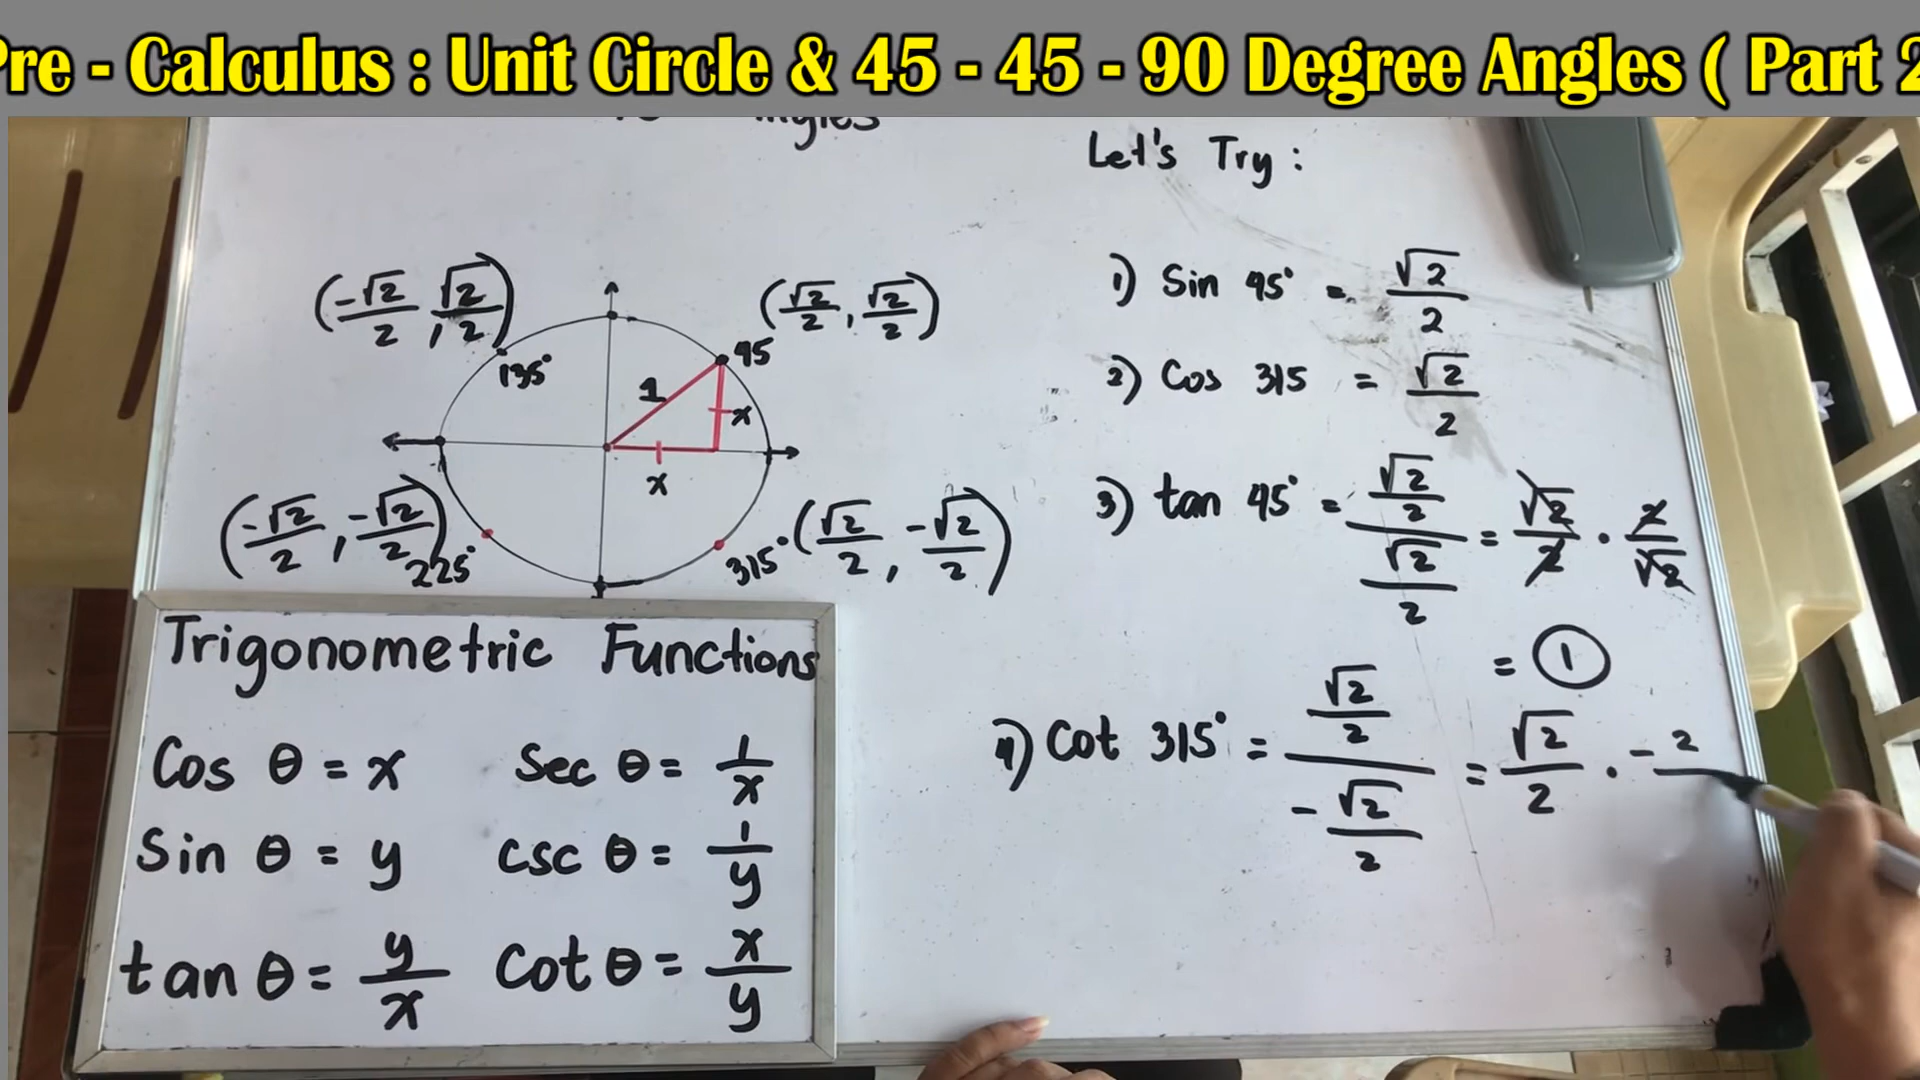 Pre - Calculus : Unit Circle & 45 - 45 - 90 Degree Angles ( Part 2
Let's Try :
(-√2/2, √2/2)
135°
(√2/2, √2/2)
45
1
x
x
(-√2/2, -√2/2)
225°
315° (√2/2, -√2/2)
1) Sin 45° = √2/2
2) Cos 315 = √2/2
3) tan 45° = (√2/2)/(√2/2) = √2/2 · 2/√2
= 1
4) Cot 315° = (√2/2)/(-√2/2) = √2/2 · - 2
Trigonometric Functions
Cos θ = x Sec θ = 1/x
Sin θ = y csc θ = 1/y
tan θ = y/x Cot θ = x/y